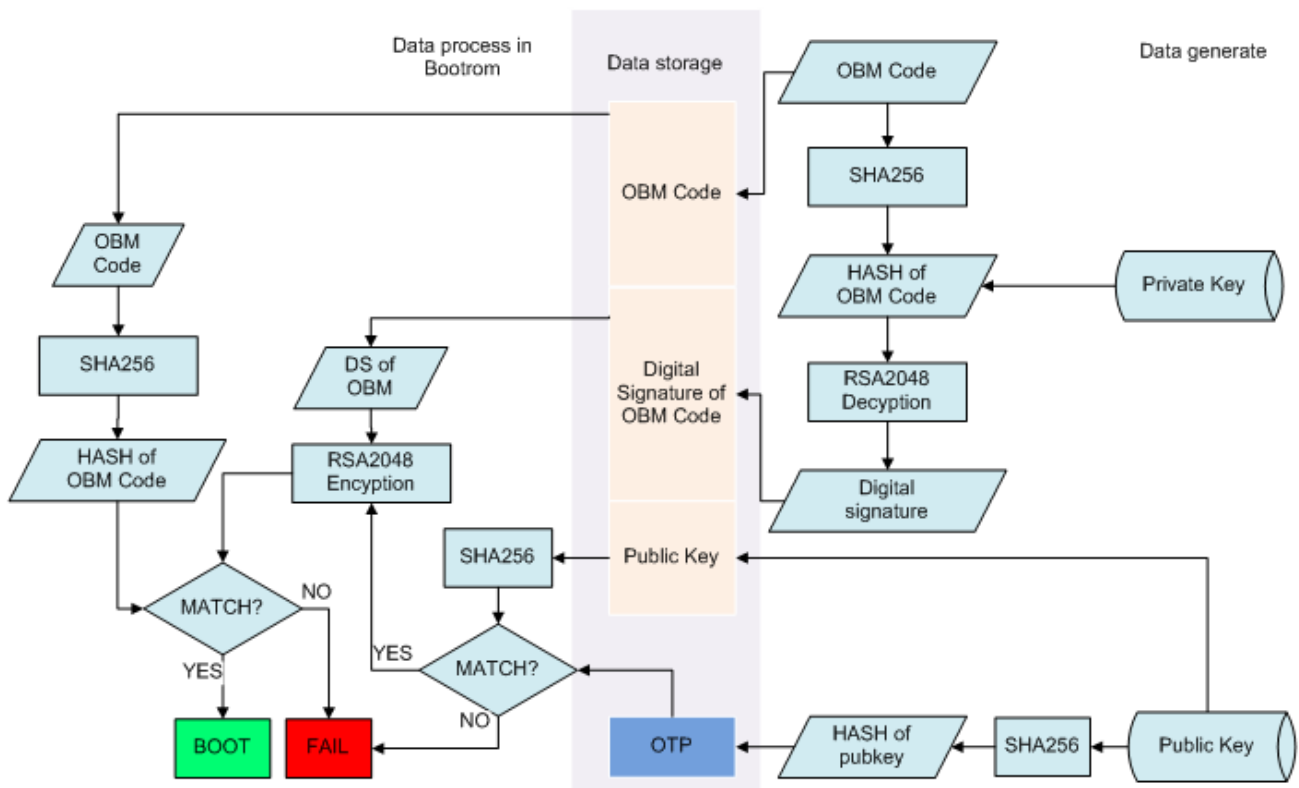 Data process in
Bootrom
Data storage
Data generate
OBM Code
SHA256
OBM Code
OBM
Code
HASH of
OBM Code
Private Key
SHA256
DS of
OBM
Digital
Signature of
OBM Code
RSA2048
Decyption
HASH of
OBM Code
RSA2048
Encyption
Digital
signature
SHA256
Public Key
MATCH?
NO
YES
MATCH?
YES
NO
BOOT
FAIL
OTP
HASH of
pubkey
SHA256
Public Key